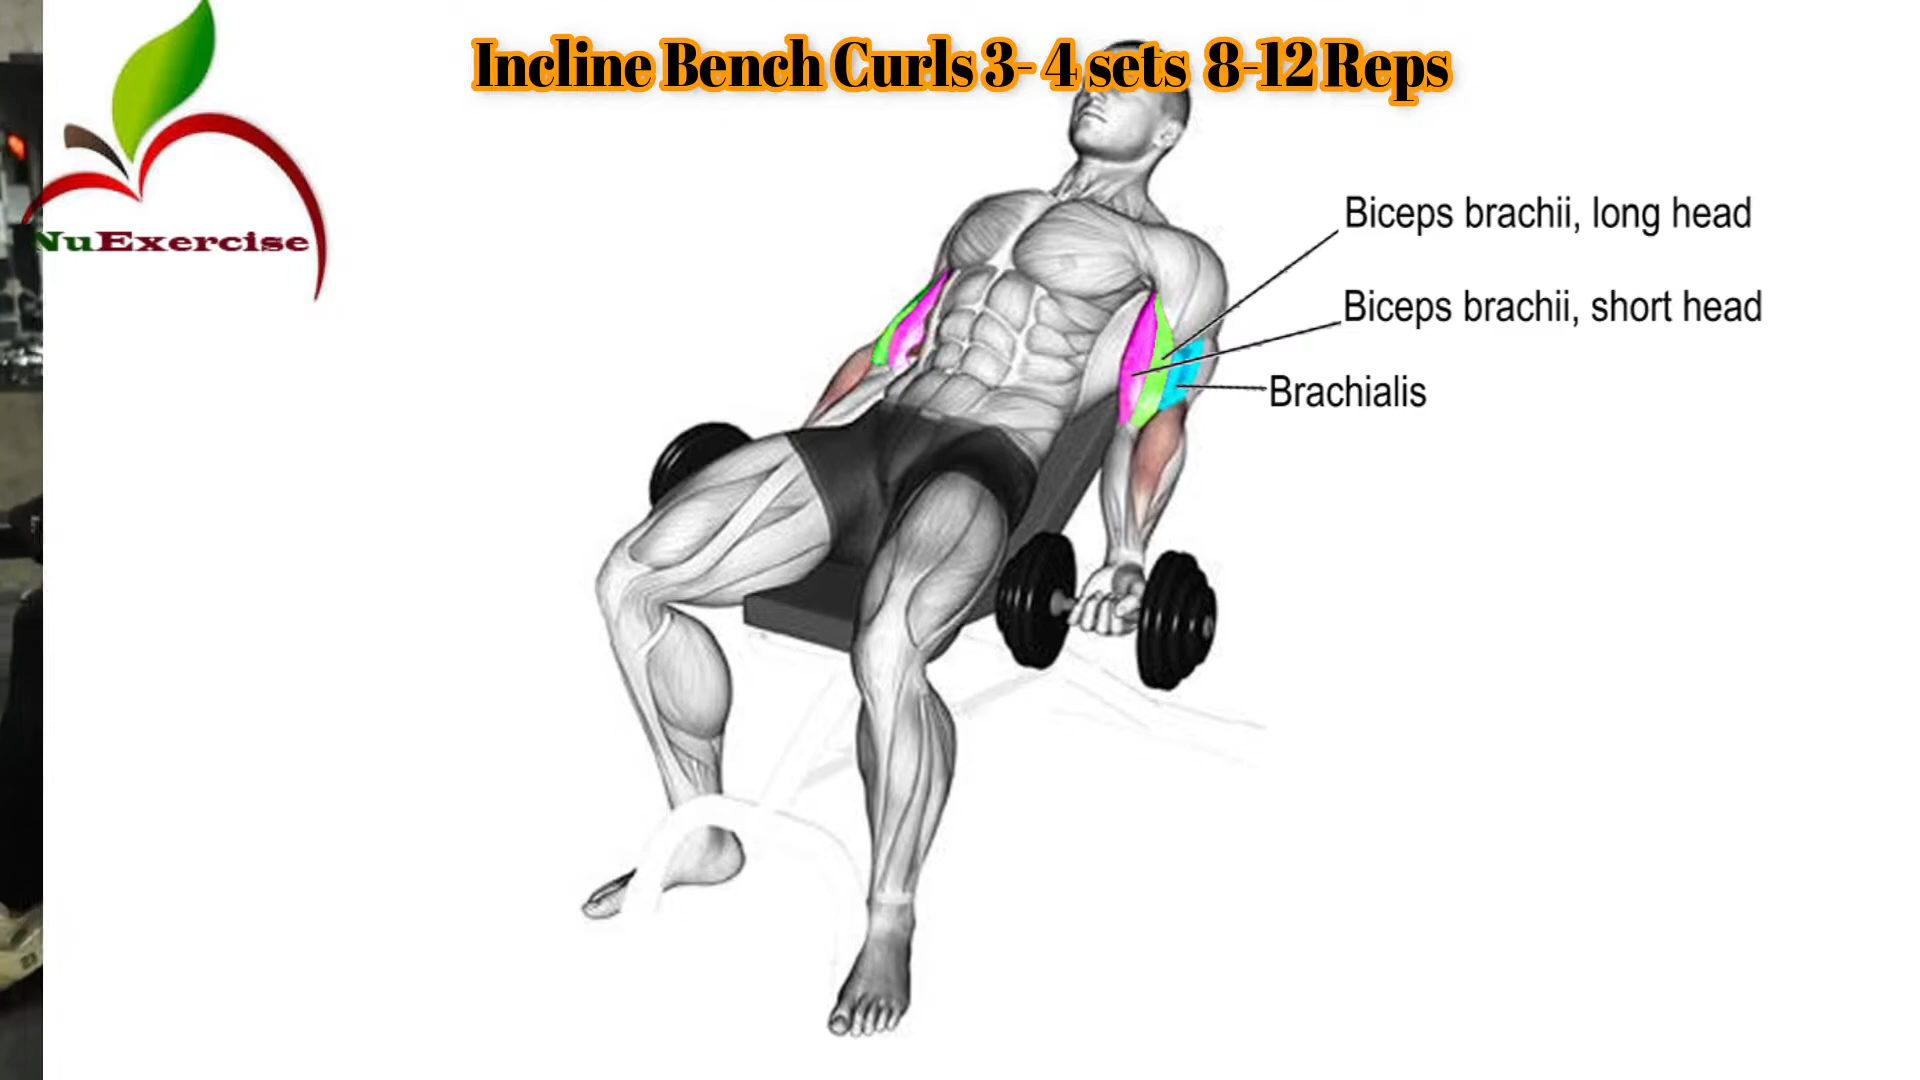 Incline Bench Curls 3-4 sets 8-12 Reps
NuExercise
Biceps brachii, long head
Biceps brachii, short head
Brachialis